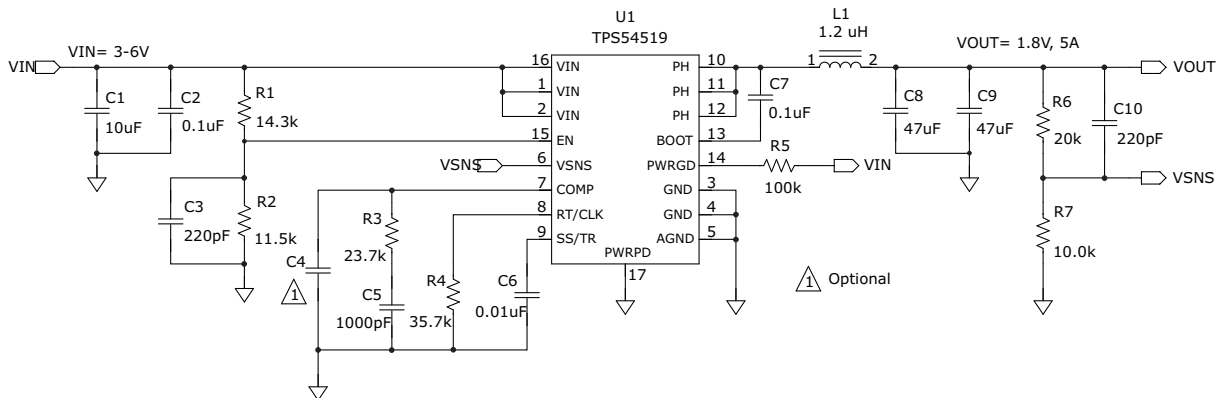 U1
TPS54519
L1
1.2 uH
VIN= 3-6V
VOUT= 1.8V, 5A
VIN
VOUT
16
VIN
PH
10
1
2
1
VIN
PH
11
2
VIN
PH
12
15
EN
BOOT
13
VSNS
6
VSNS
PWRGD
14
VIN
7
COMP
GND
3
8
RT/CLK
GND
4
9
SS/TR
AGND
5
PWRPD
17
C1
10uF
C2
0.1uF
R1
14.3k
C7
0.1uF
C8
47uF
C9
47uF
R6
20k
C10
220pF
R5
100k
VSNS
C3
220pF
R2
11.5k
R3
23.7k
R7
10.0k
C4
1
C5
1000pF
R4
35.7k
C6
0.01uF
1 Optional